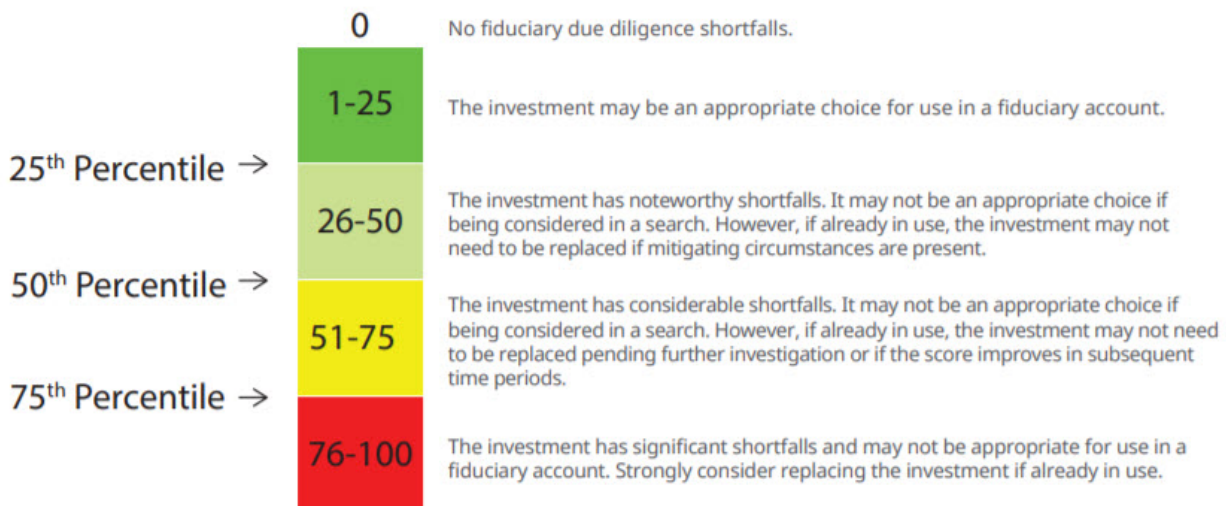 0
No fiduciary due diligence shortfalls.
1-25
The investment may be an appropriate choice for use in a fiduciary account.
25th Percentile →
26-50
The investment has noteworthy shortfalls. It may not be an appropriate choice if
being considered in a search. However, if already in use, the investment may not
need to be replaced if mitigating circumstances are present.
50th Percentile →
51-75
The investment has considerable shortfalls. It may not be an appropriate choice if
being considered in a search. However, if already in use, the investment may not need
to be replaced pending further investigation or if the score improves in subsequent
time periods.
75th Percentile →
76-100
The investment has significant shortfalls and may not be appropriate for use in a
fiduciary account. Strongly consider replacing the investment if already in use.